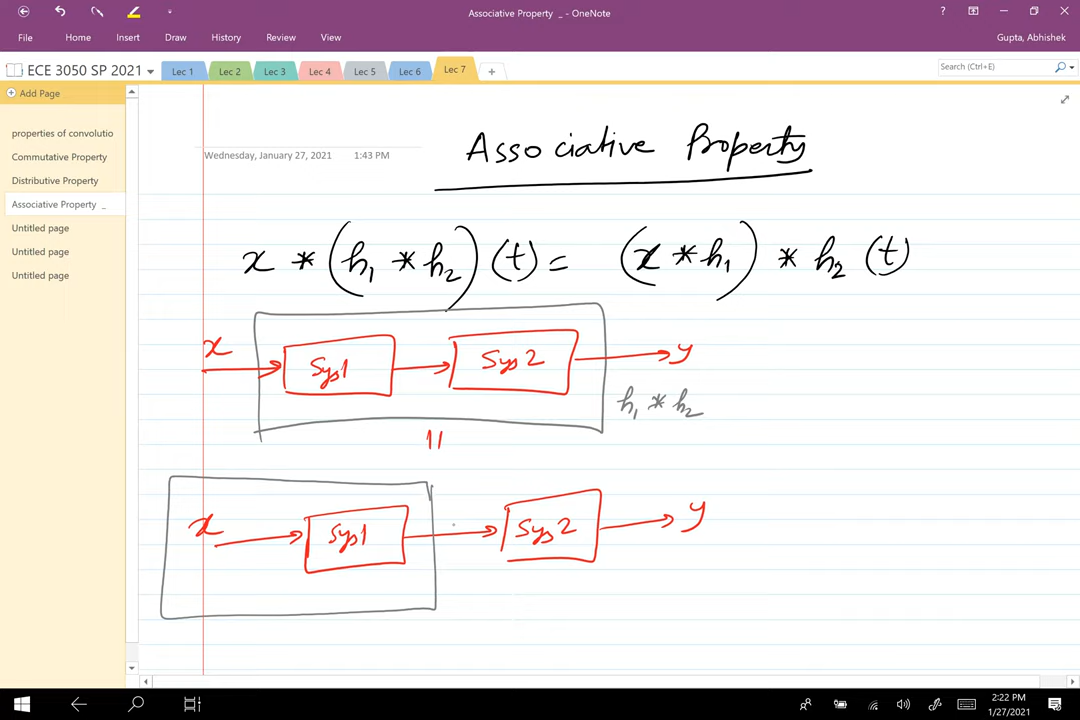 Associative Property _ - OneNote
?
File Home Insert Draw History Review View
Gupta, Abhishek
ECE 3050 SP 2021
Lec 1 Lec 2 Lec 3 Lec 4 Lec 5 Lec 6 Lec 7 +
Search (Ctrl+E)
Add Page
properties of convolutio
Commutative Property
Distributive Property
Associative Property _
Untitled page
Untitled page
Untitled page
Associative Property
Wednesday, January 27, 2021 1:43 PM
x * (h₁ * h₂) (t) = (x * h₁) * h₂ (t)
x Sys1 Sys2 y
h₁ * h₂
11
x Sys1 Sys2 y
2:22 PM
1/27/2021